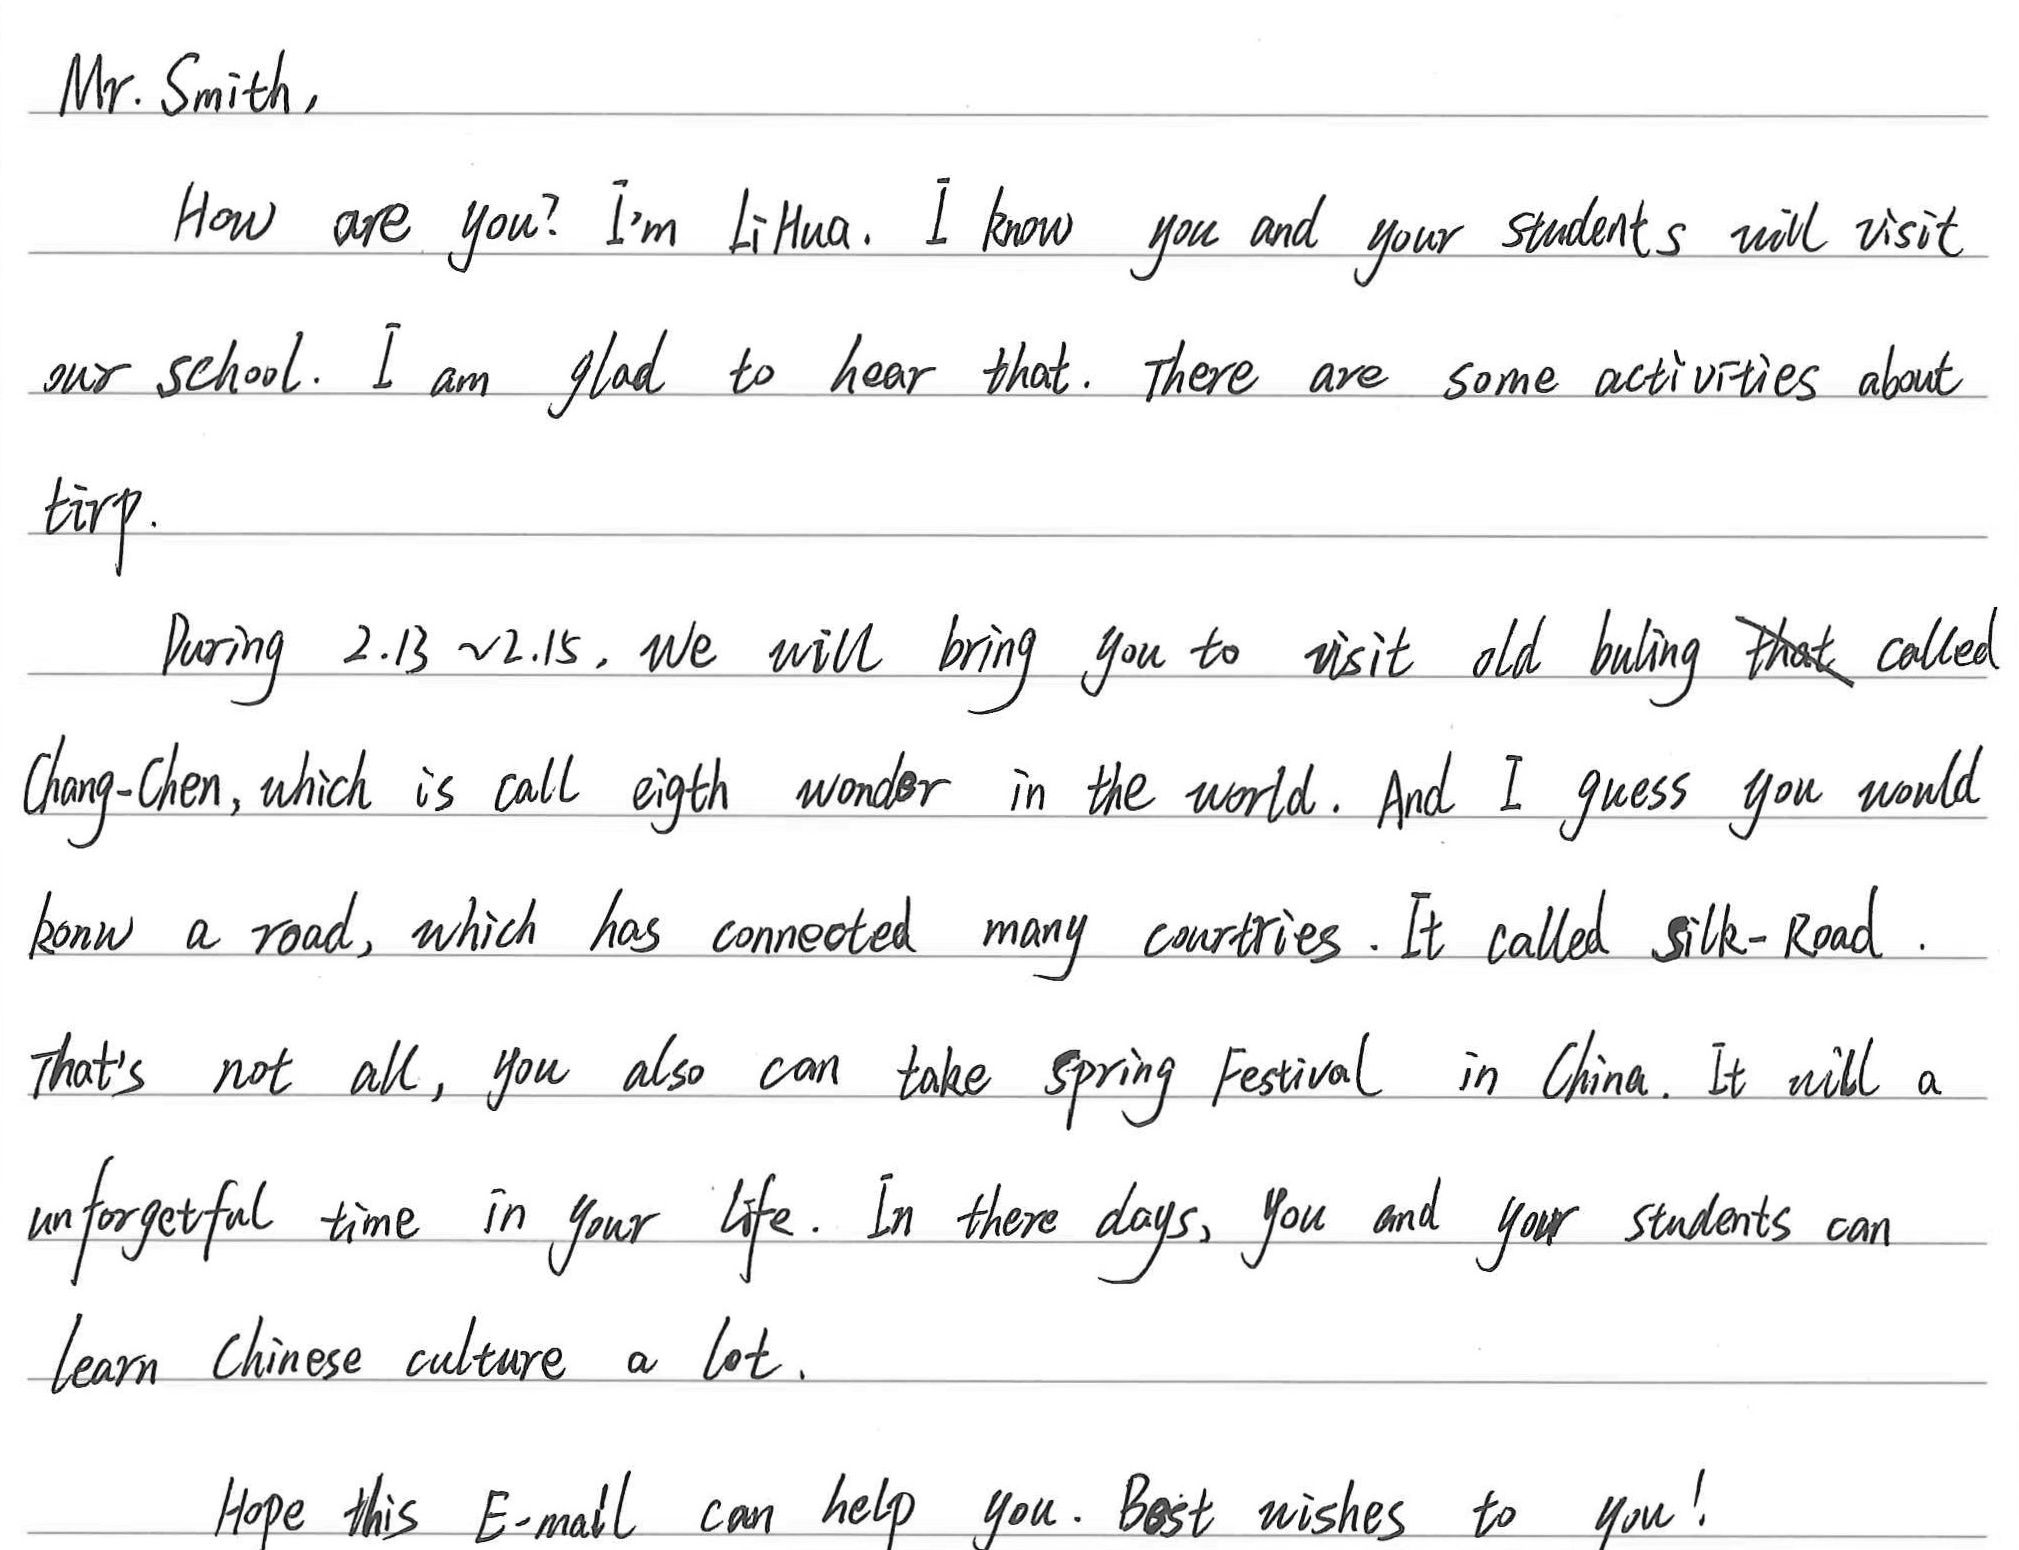 Mr. Smith,
How are you? I'm LiHua. I know you and your students will visit
our school. I am glad to hear that. There are some activities about
tirp.
During 2.13 ~2.15, We will bring you to visit old buling that called
Chang-Chen, which is call eigth wonder in the world. And I guess you would
konw a road, which has connected many courtries. It called Silk-Road.
That's not all, you also can take Spring Festival in China. It will a
unforgetful time in your life. In there days, you and your students can
learn Chinese culture a lot.
Hope this E-mail can help you. Best wishes to you!